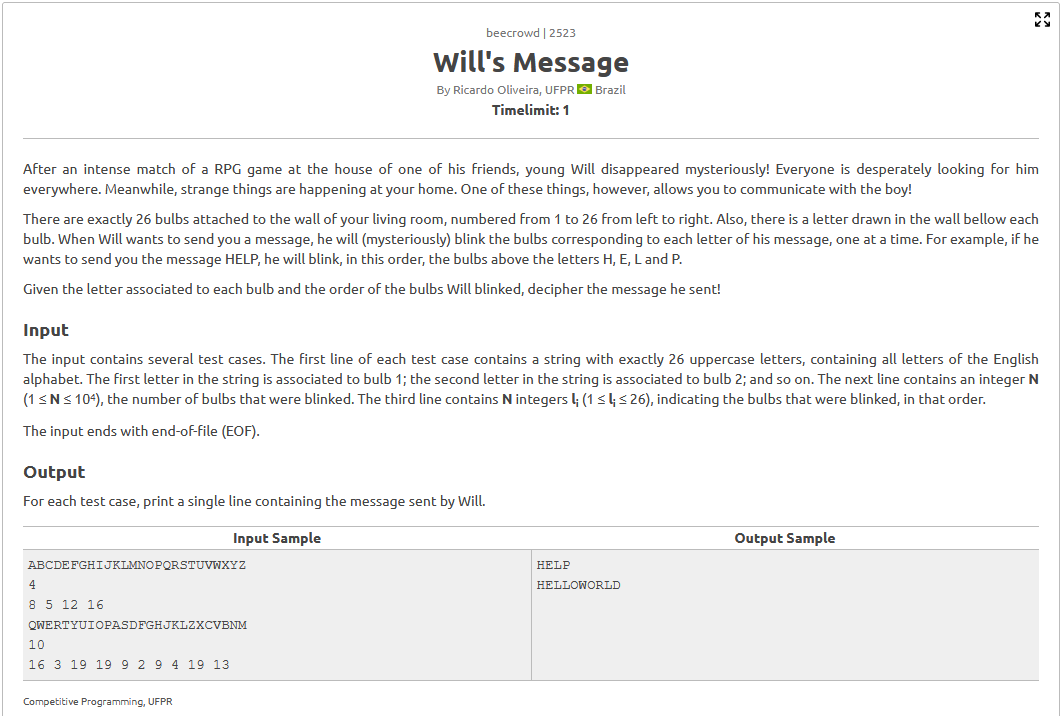 beecrowd | 2523
Will's Message
By Ricardo Oliveira, UFPR Brazil
Timelimit: 1
After an intense match of a RPG game at the house of one of his friends, young Will disappeared mysteriously! Everyone is desperately looking for him
everywhere. Meanwhile, strange things are happening at your home. One of these things, however, allows you to communicate with the boy!
There are exactly 26 bulbs attached to the wall of your living room, numbered from 1 to 26 from left to right. Also, there is a letter drawn in the wall bellow each
bulb. When Will wants to send you a message, he will (mysteriously) blink the bulbs corresponding to each letter of his message, one at a time. For example, if he
wants to send you the message HELP, he will blink, in this order, the bulbs above the letters H, E, L and P.
Given the letter associated to each bulb and the order of the bulbs Will blinked, decipher the message he sent!
Input
The input contains several test cases. The first line of each test case contains a string with exactly 26 uppercase letters, containing all letters of the English
alphabet. The first letter in the string is associated to bulb 1; the second letter in the string is associated to bulb 2; and so on. The next line contains an integer N
(1 ≤ N ≤ 10⁴), the number of bulbs that were blinked. The third line contains N integers lᵢ (1 ≤ lᵢ ≤ 26), indicating the bulbs that were blinked, in that order.
The input ends with end-of-file (EOF).
Output
For each test case, print a single line containing the message sent by Will.
Input Sample
Output Sample
ABCDEFGHIJKLMNOPQRSTUVWXYZ
4
8 5 12 16
QWERTYUIOPASDFGHJKLZXCVBNM
10
16 3 19 19 9 2 9 4 19 13
HELP
HELLOWORLD
Competitive Programming, UFPR